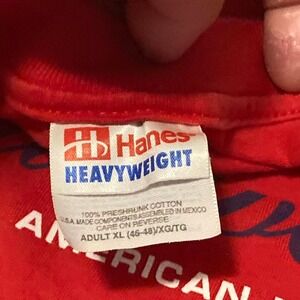 Hanes
HEAVYWEIGHT
100% PRESHRUNK COTTON
U.S.A. MADE COMPONENTS ASSEMBLED IN MEXICO
CARE ON REVERSE
ADULT XL (46-48)/XG/TG
AMERICAN